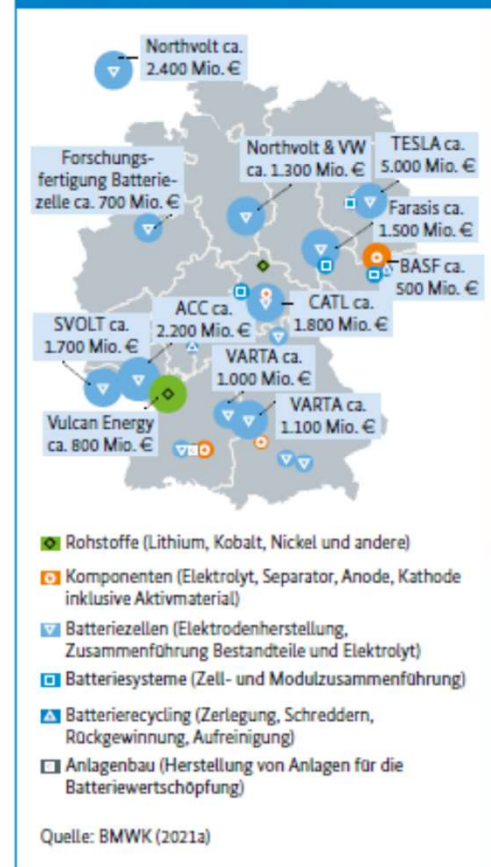 Northvolt ca.
2.400 Mio. €
Forschungs-
fertigung Batterie-
zelle ca. 700 Mio. €
Northvolt & VW
ca. 1.300 Mio. €
TESLA ca.
5.000 Mio. €
Farasis ca.
1.500 Mio. €
BASF ca.
500 Mio. €
SVOLT ca.
1.700 Mio. €
ACC ca.
2.200 Mio. €
CATL ca.
1.800 Mio. €
VARTA ca.
1.000 Mio. €
VARTA ca.
1.100 Mio. €
Vulcan Energy
ca. 800 Mio. €
Rohstoffe (Lithium, Kobalt, Nickel und andere)
Komponenten (Elektrolyt, Separator, Anode, Kathode
inklusive Aktivmaterial)
Batteriezellen (Elektrodenherstellung,
Zusammenführung Bestandteile und Elektrolyt)
Batteriesysteme (Zell- und Modulzusammenführung)
Batterierecycling (Zerlegung, Schreddern,
Rückgewinnung, Aufreinigung)
Anlagenbau (Herstellung von Anlagen für die
Batteriewertschöpfung)
Quelle: BMWK (2021a)